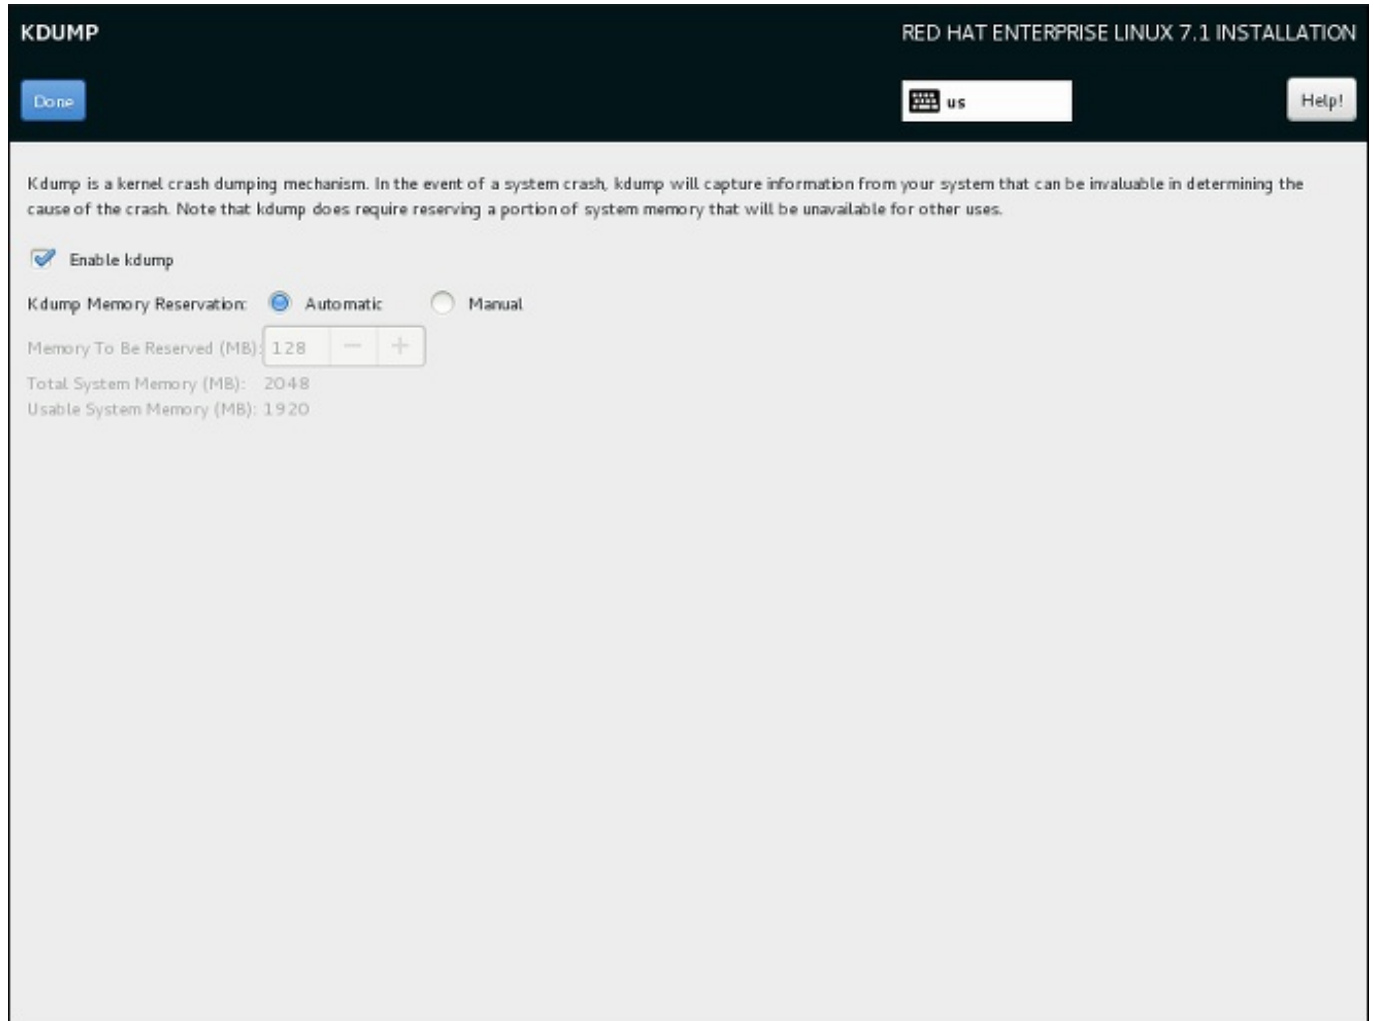 KDUMP
RED HAT ENTERPRISE LINUX 7.1 INSTALLATION
Done
us
Help!
Kdump is a kernel crash dumping mechanism. In the event of a system crash, kdump will capture information from your system that can be invaluable in determining the
cause of the crash. Note that kdump does require reserving a portion of system memory that will be unavailable for other uses.
Enable kdump
Kdump Memory Reservation: Automatic Manual
Memory To Be Reserved (MB): 128 − +
Total System Memory (MB): 2048
Usable System Memory (MB): 1920